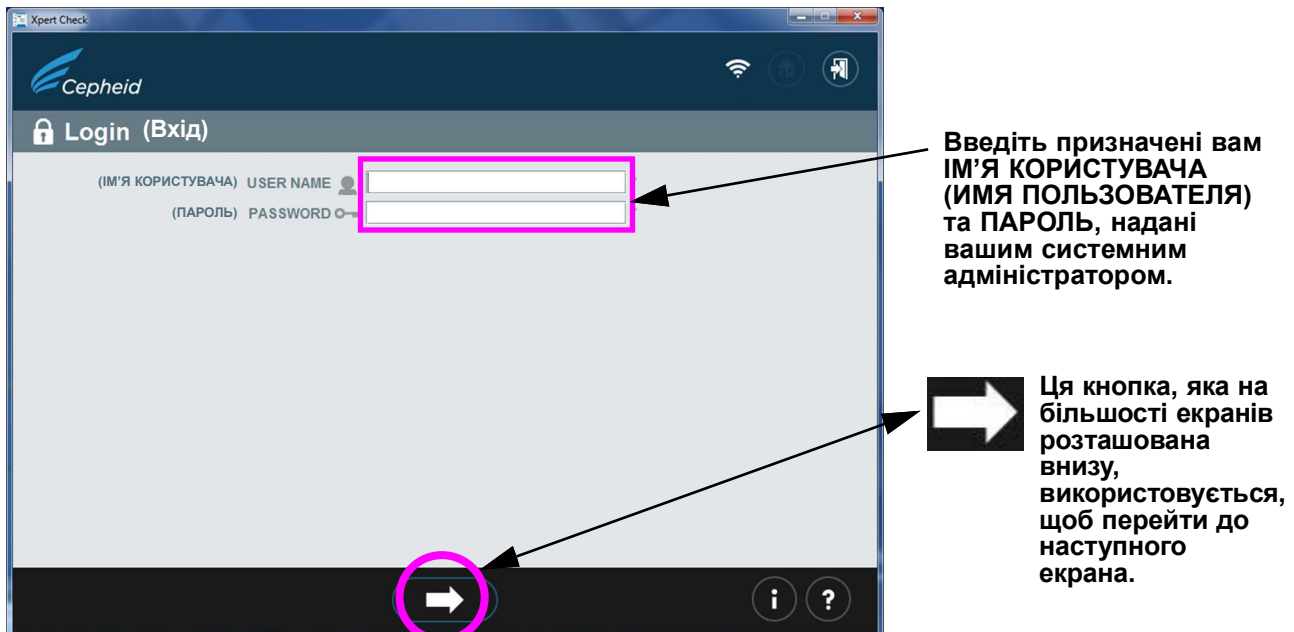 Xpert Check
Cepheid
Login (Вхід)
(ІМ'Я КОРИСТУВАЧА) USER NAME
(ПАРОЛЬ) PASSWORD
Введіть призначені вам
ІМ’Я КОРИСТУВАЧА
(ИМЯ ПОЛЬЗОВАТЕЛЯ)
та ПАРОЛЬ, надані
вашим системним
адміністратором.
Ця кнопка, яка на
більшості екранів
розташована
внизу,
використовується,
щоб перейти до
наступного
екрана.
i ?